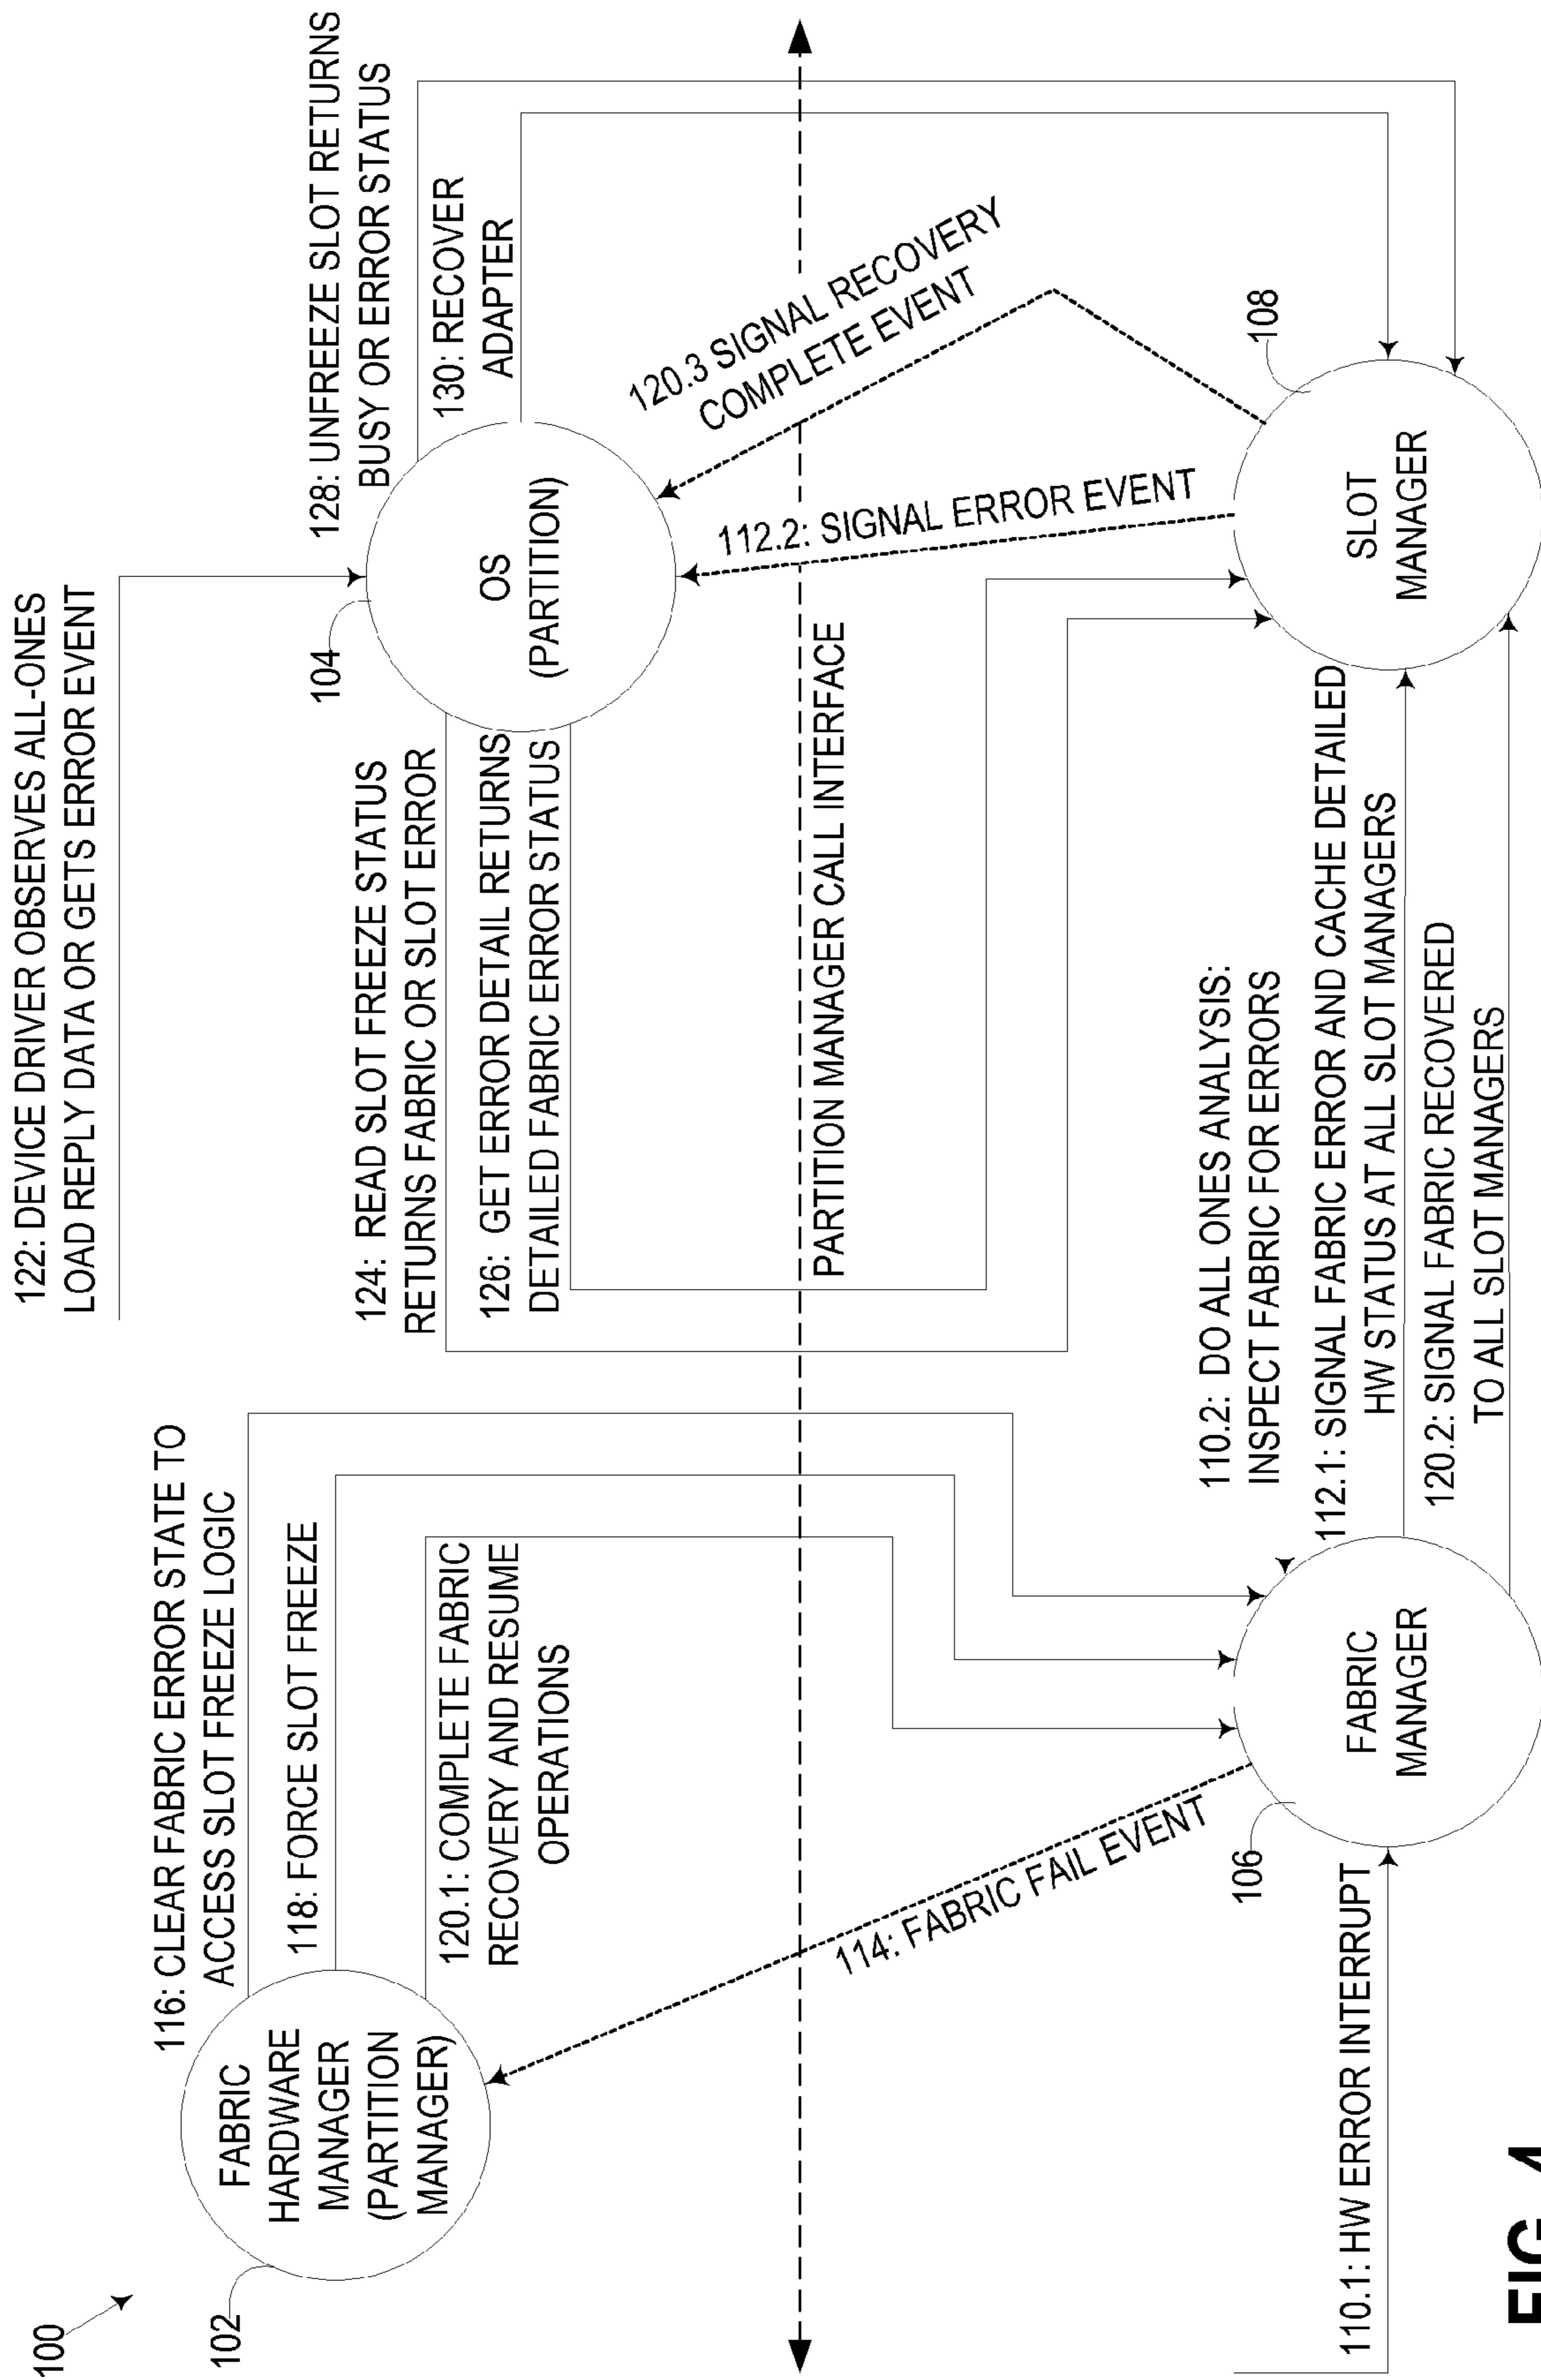 100
122: DEVICE DRIVER OBSERVES ALL-ONES
LOAD REPLY DATA OR GETS ERROR EVENT
116: CLEAR FABRIC ERROR STATE TO
ACCESS SLOT FREEZE LOGIC
118: FORCE SLOT FREEZE
120.1: COMPLETE FABRIC
RECOVERY AND RESUME
OPERATIONS
102
FABRIC
HARDWARE
MANAGER
(PARTITION
MANAGER)
124: READ SLOT FREEZE STATUS
RETURNS FABRIC OR SLOT ERROR
126: GET ERROR DETAIL RETURNS
DETAILED FABRIC ERROR STATUS
104
OS
(PARTITION)
128: UNFREEZE SLOT RETURNS
BUSY OR ERROR STATUS
130: RECOVER
ADAPTER
PARTITION MANAGER CALL INTERFACE
114: FABRIC FAIL EVENT
112.2: SIGNAL ERROR EVENT
120.3 SIGNAL RECOVERY
COMPLETE EVENT
110.1: HW ERROR INTERRUPT
106
FABRIC
MANAGER
110.2: DO ALL ONES ANALYSIS:
INSPECT FABRIC FOR ERRORS
112.1: SIGNAL FABRIC ERROR AND CACHE DETAILED
HW STATUS AT ALL SLOT MANAGERS
120.2: SIGNAL FABRIC RECOVERED
TO ALL SLOT MANAGERS
108
SLOT
MANAGER